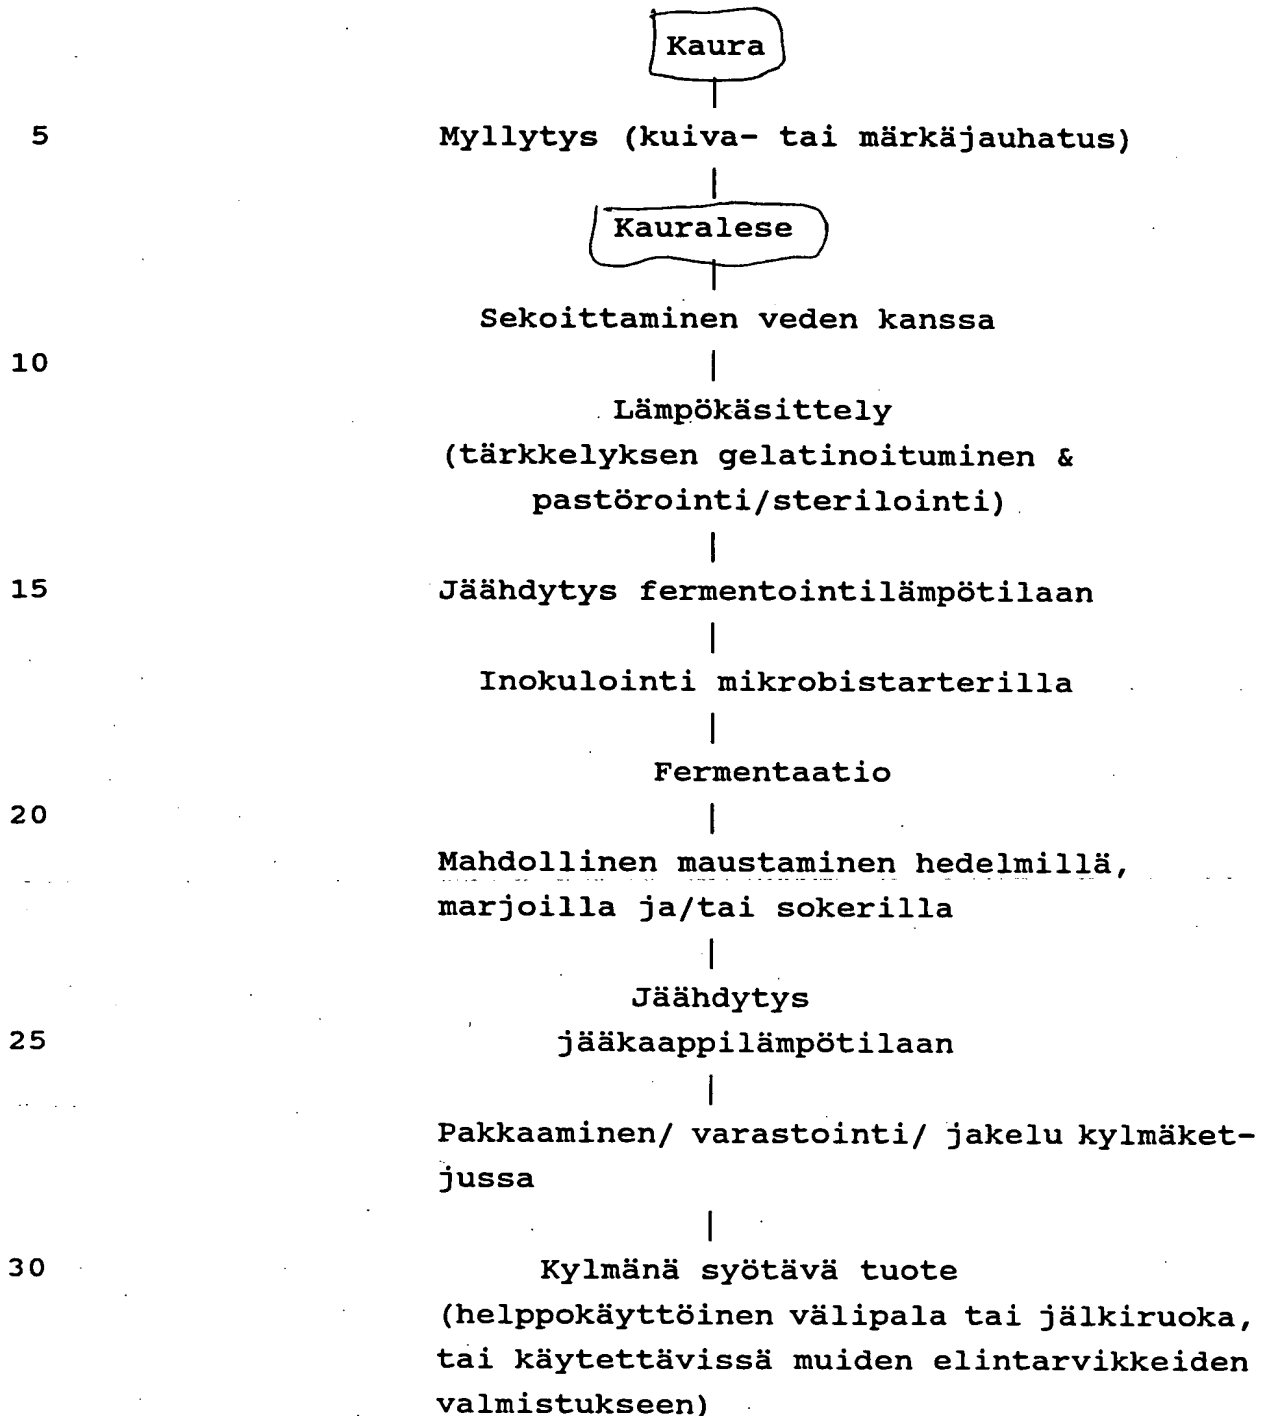 Kaura
5 Myllytys (kuiva- tai märkäjauhatus)
Kauralese
Sekoittaminen veden kanssa
10
Lämpökäsittely
(tärkkelyksen gelatinoituminen &
pastörointi/sterilointi)
15 Jäähdytys fermentointilämpötilaan
Inokulointi mikrobistarterilla
Fermentaatio
20
Mahdollinen maustaminen hedelmillä,
marjoilla ja/tai sokerilla
Jäähdytys
25 jääkaappilämpötilaan
Pakkaaminen/ varastointi/ jakelu kylmäket-
jussa
30 Kylmänä syötävä tuote
(helppokäyttöinen välipala tai jälkiruoka,
tai käytettävissä muiden elintarvikkeiden
valmistukseen)